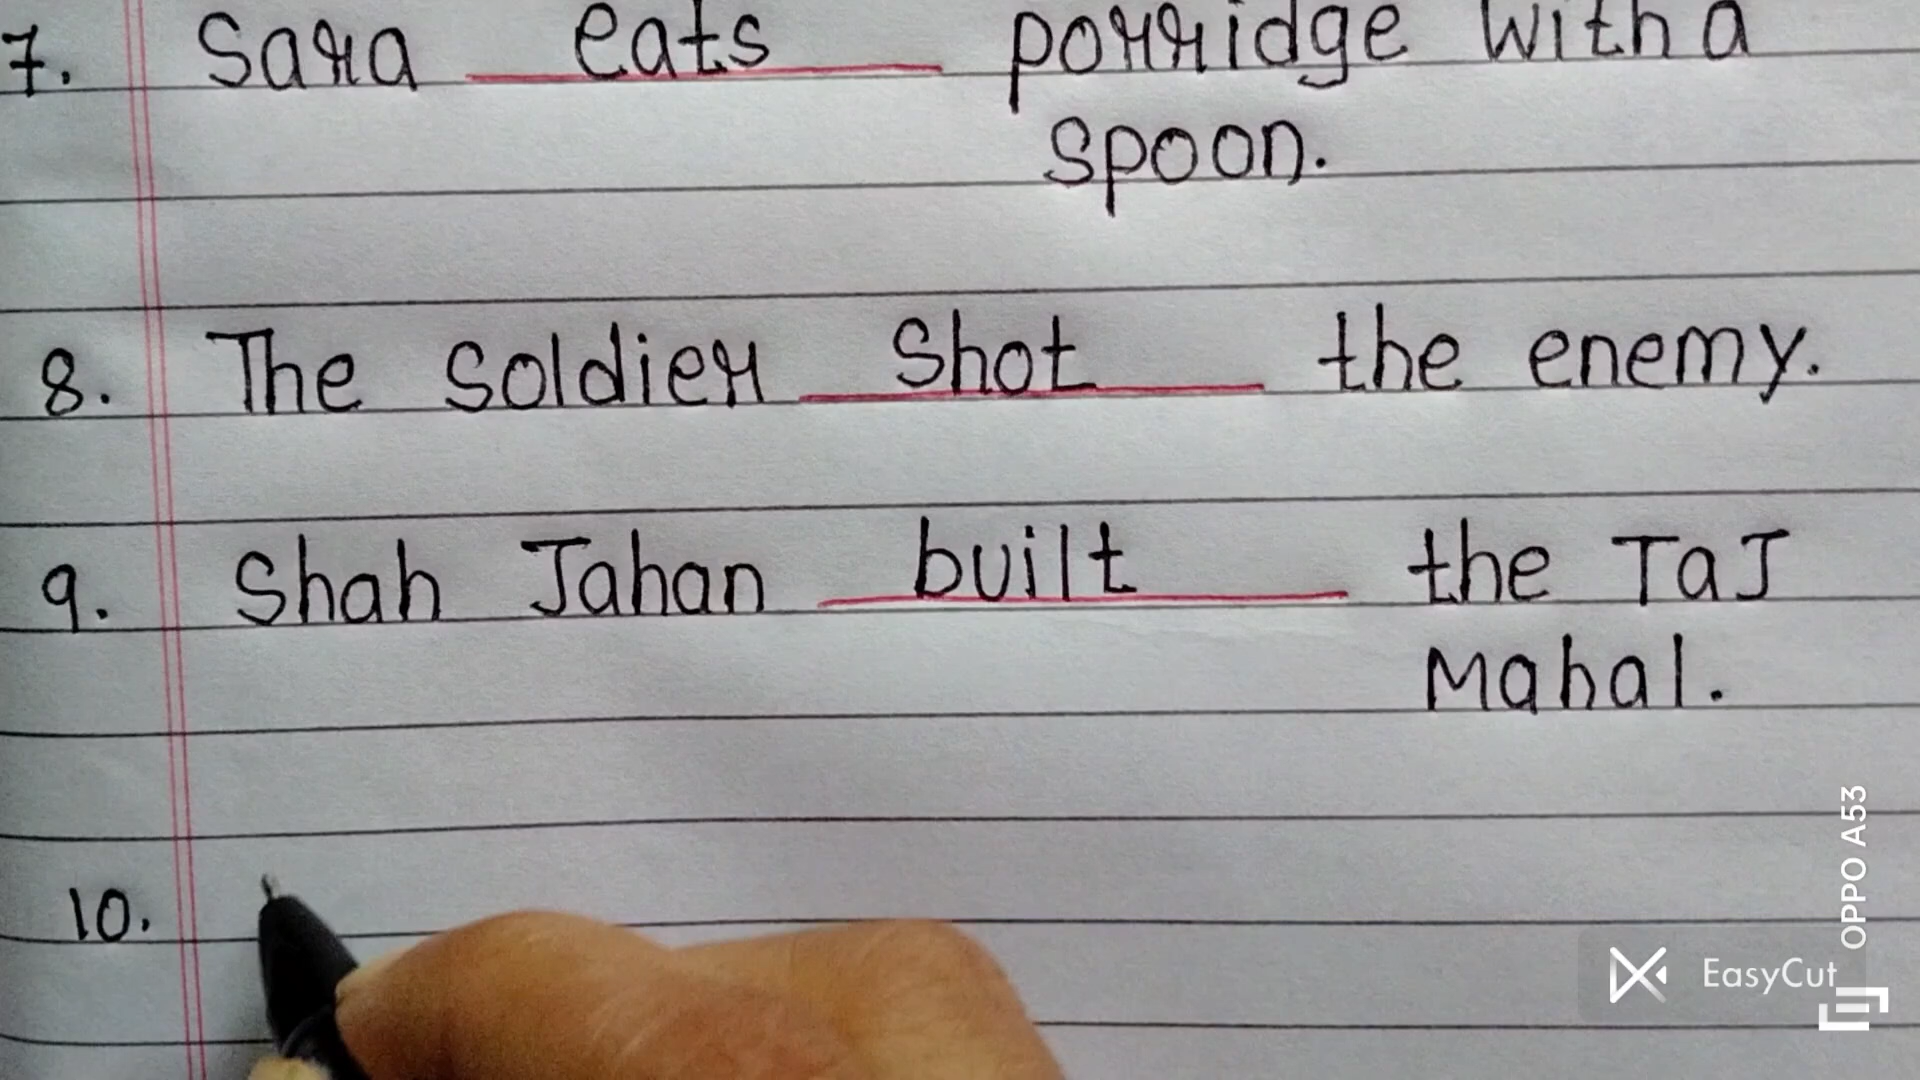 7. Sara eats porridge with a
spoon.
8. The soldier shot the enemy.
9. Shah Jahan built the TaJ
Mahal.
10.
OPPO A53
EasyCut